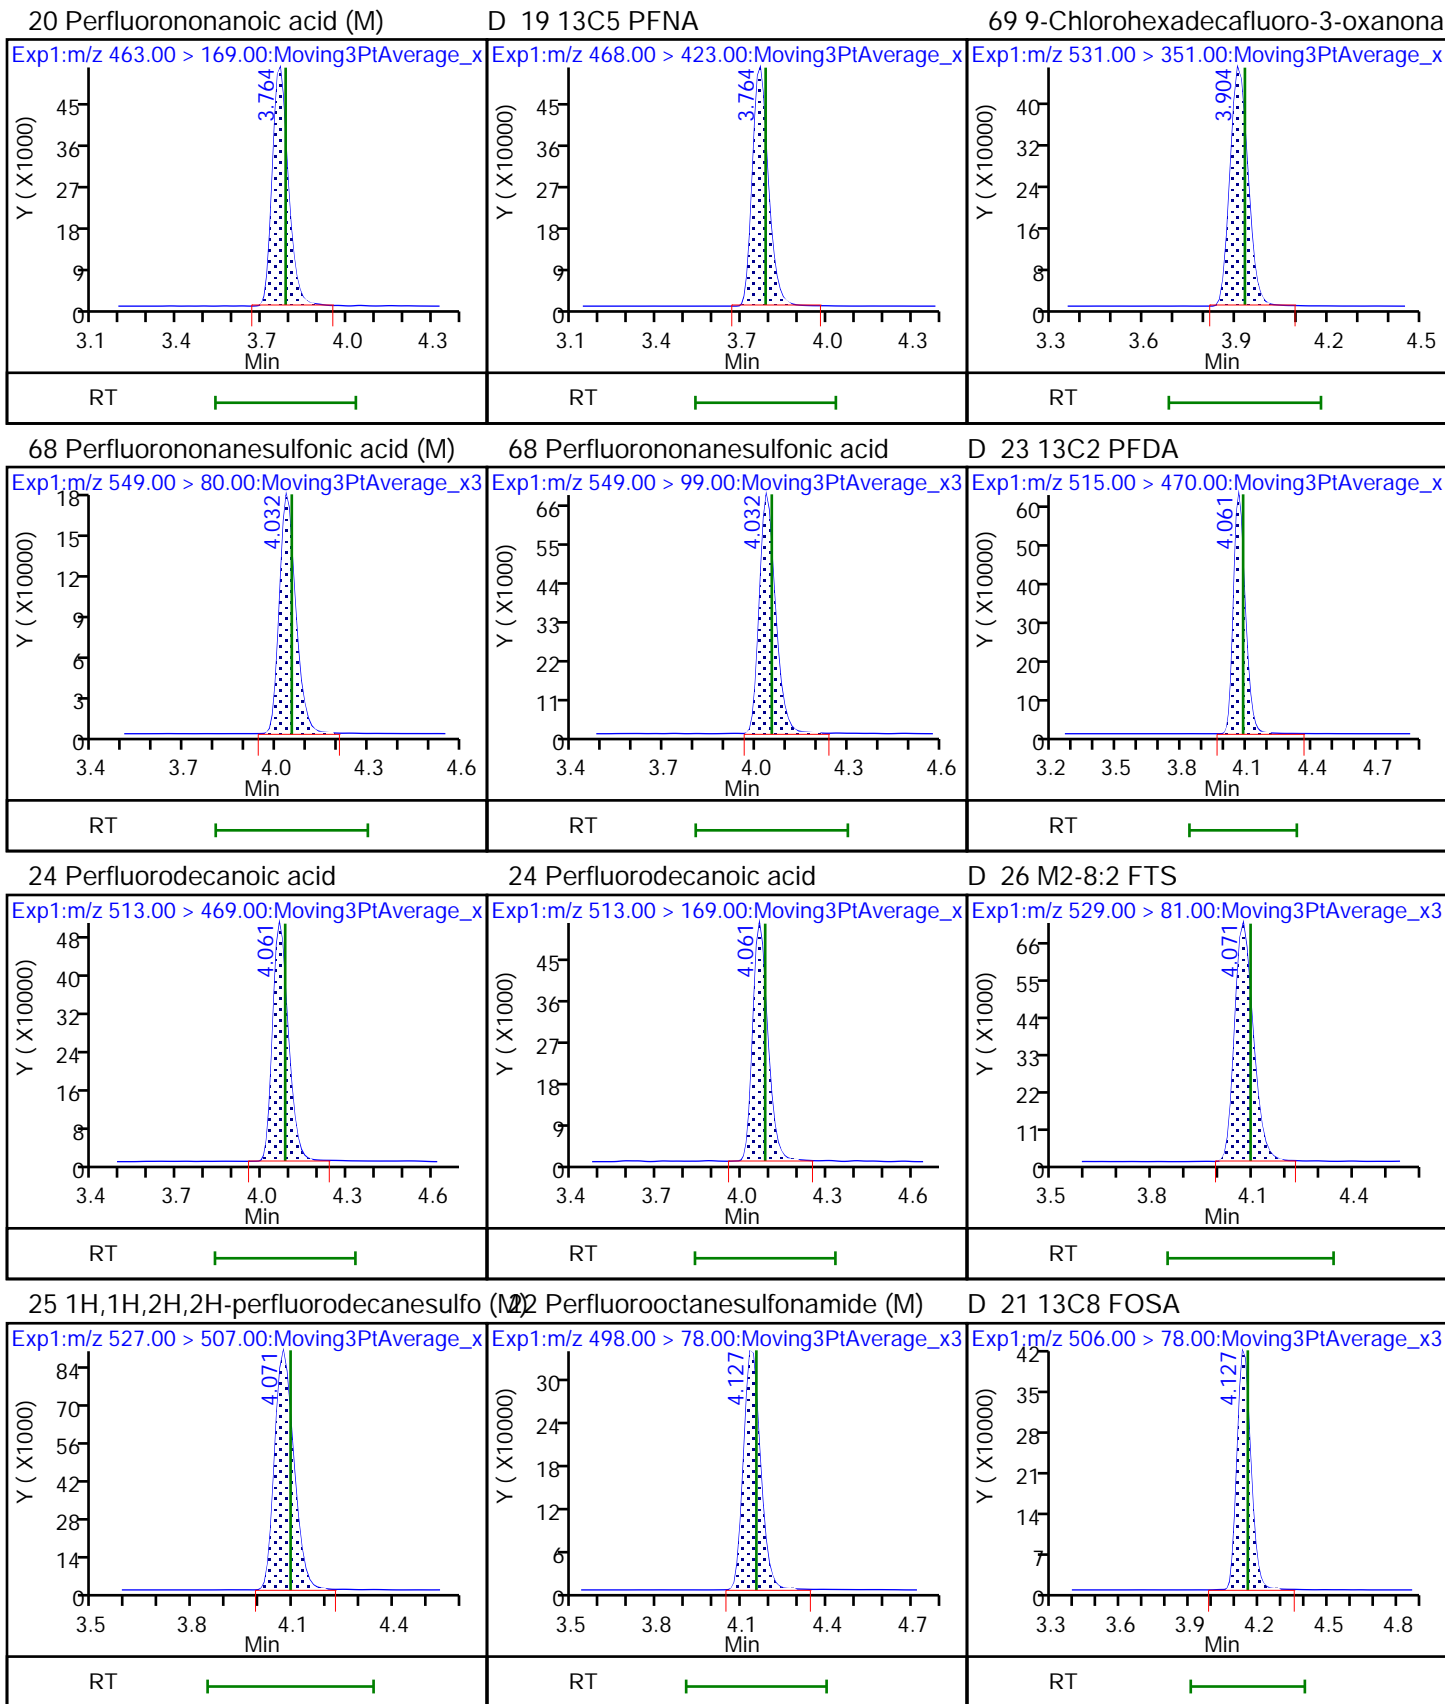 20 Perfluorononanoic acid (M)
Exp1:m/z 463.00 > 169.00:Moving3PtAverage_x
3.764
Y ( X10000)
45
36
27
18
9
0
3.1 3.4 3.7 4.0 4.3
Min
RT
D 19 13C5 PFNA
Exp1:m/z 468.00 > 423.00:Moving3PtAverage_x
3.764
Y ( X10000)
45
36
27
18
9
0
3.1 3.4 3.7 4.0 4.3
Min
RT
69 9-Chlorohexadecafluoro-3-oxanona
Exp1:m/z 531.00 > 351.00:Moving3PtAverage_x
3.904
Y ( X10000)
40
32
24
16
8
0
3.3 3.6 3.9 4.2 4.5
Min
RT
68 Perfluorononanesulfonic acid (M)
Exp1:m/z 549.00 > 80.00:Moving3PtAverage_x3
4.032
Y ( X10000)
18
15
12
9
6
3
0
3.4 3.7 4.0 4.3 4.6
Min
RT
68 Perfluorononanesulfonic acid
Exp1:m/z 549.00 > 99.00:Moving3PtAverage_x3
4.032
Y ( X1000)
66
55
44
33
22
11
0
3.4 3.7 4.0 4.3 4.6
Min
RT
D 23 13C2 PFDA
Exp1:m/z 515.00 > 470.00:Moving3PtAverage_x
4.061
Y ( X10000)
60
50
40
30
20
10
0
3.2 3.5 3.8 4.1 4.4 4.7
Min
RT
24 Perfluorodecanoic acid
Exp1:m/z 513.00 > 469.00:Moving3PtAverage_x
4.061
Y ( X10000)
48
40
32
24
16
8
0
3.4 3.7 4.0 4.3 4.6
Min
RT
24 Perfluorodecanoic acid
Exp1:m/z 513.00 > 169.00:Moving3PtAverage_x
4.061
Y ( X1000)
45
36
27
18
9
0
3.4 3.7 4.0 4.3 4.6
Min
RT
D 26 M2-8:2 FTS
Exp1:m/z 529.00 > 81.00:Moving3PtAverage_x3
4.071
Y ( X1000)
66
55
44
33
22
11
0
3.5 3.8 4.1 4.4
Min
RT
25 1H,1H,2H,2H-perfluorodecanesulfo (M)
Exp1:m/z 527.00 > 507.00:Moving3PtAverage_x
4.071
Y ( X10000)
84
70
56
42
28
14
0
3.5 3.8 4.1 4.4
Min
RT
22 Perfluorooctanesulfonamide (M)
Exp1:m/z 498.00 > 78.00:Moving3PtAverage_x3
4.127
Y ( X10000)
30
24
18
12
6
0
3.5 3.8 4.1 4.4 4.7
Min
RT
D 21 13C8 FOSA
Exp1:m/z 506.00 > 78.00:Moving3PtAverage_x3
4.127
Y ( X10000)
42
35
28
21
14
7
0
3.3 3.6 3.9 4.2 4.5 4.8
Min
RT